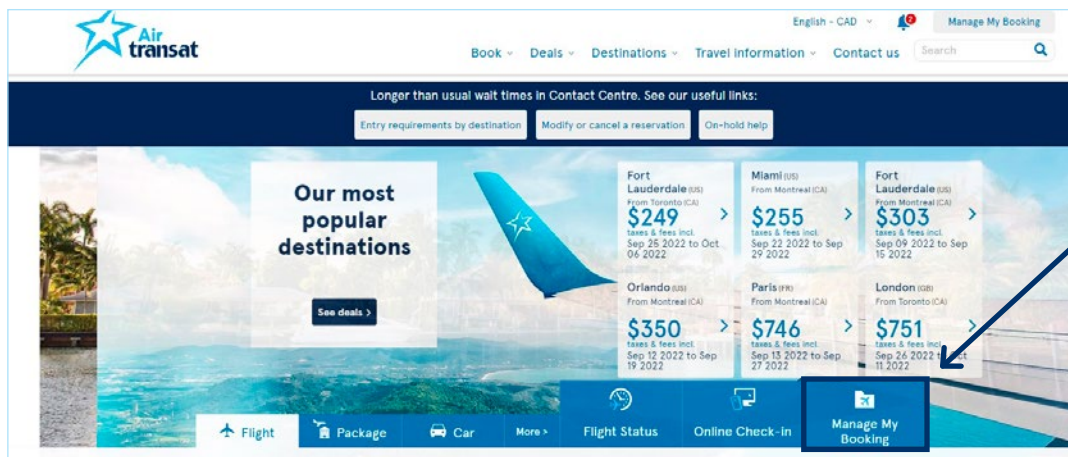 English - CAD
2
Manage My Booking
Air
transat
Book
Deals
Destinations
Travel information
Contact us
Search
Longer than usual wait times in Contact Centre. See our useful links:
Entry requirements by destination
Modify or cancel a reservation
On-hold help
Our most
popular
destinations
See deals >
Fort
Lauderdale (US)
From Toronto (CA)
$249
taxes & fees incl.
Sep 25 2022 to Oct
06 2022
Miami (US)
From Montreal (CA)
$255
taxes & fees incl.
Sep 22 2022 to Sep
29 2022
Fort
Lauderdale (US)
From Montreal (CA)
$303
taxes & fees incl.
Sep 09 2022 to Sep
15 2022
Orlando (US)
From Montreal (CA)
$350
taxes & fees incl.
Sep 12 2022 to Sep
19 2022
Paris (FR)
From Montreal (CA)
$746
taxes & fees incl.
Sep 13 2022 to Sep
27 2022
London (GB)
From Toronto (CA)
$751
taxes & fees incl.
Sep 26 2022 to Oct
11 2022
Flight
Package
Car
More >
Flight Status
Online Check-in
Manage My
Booking